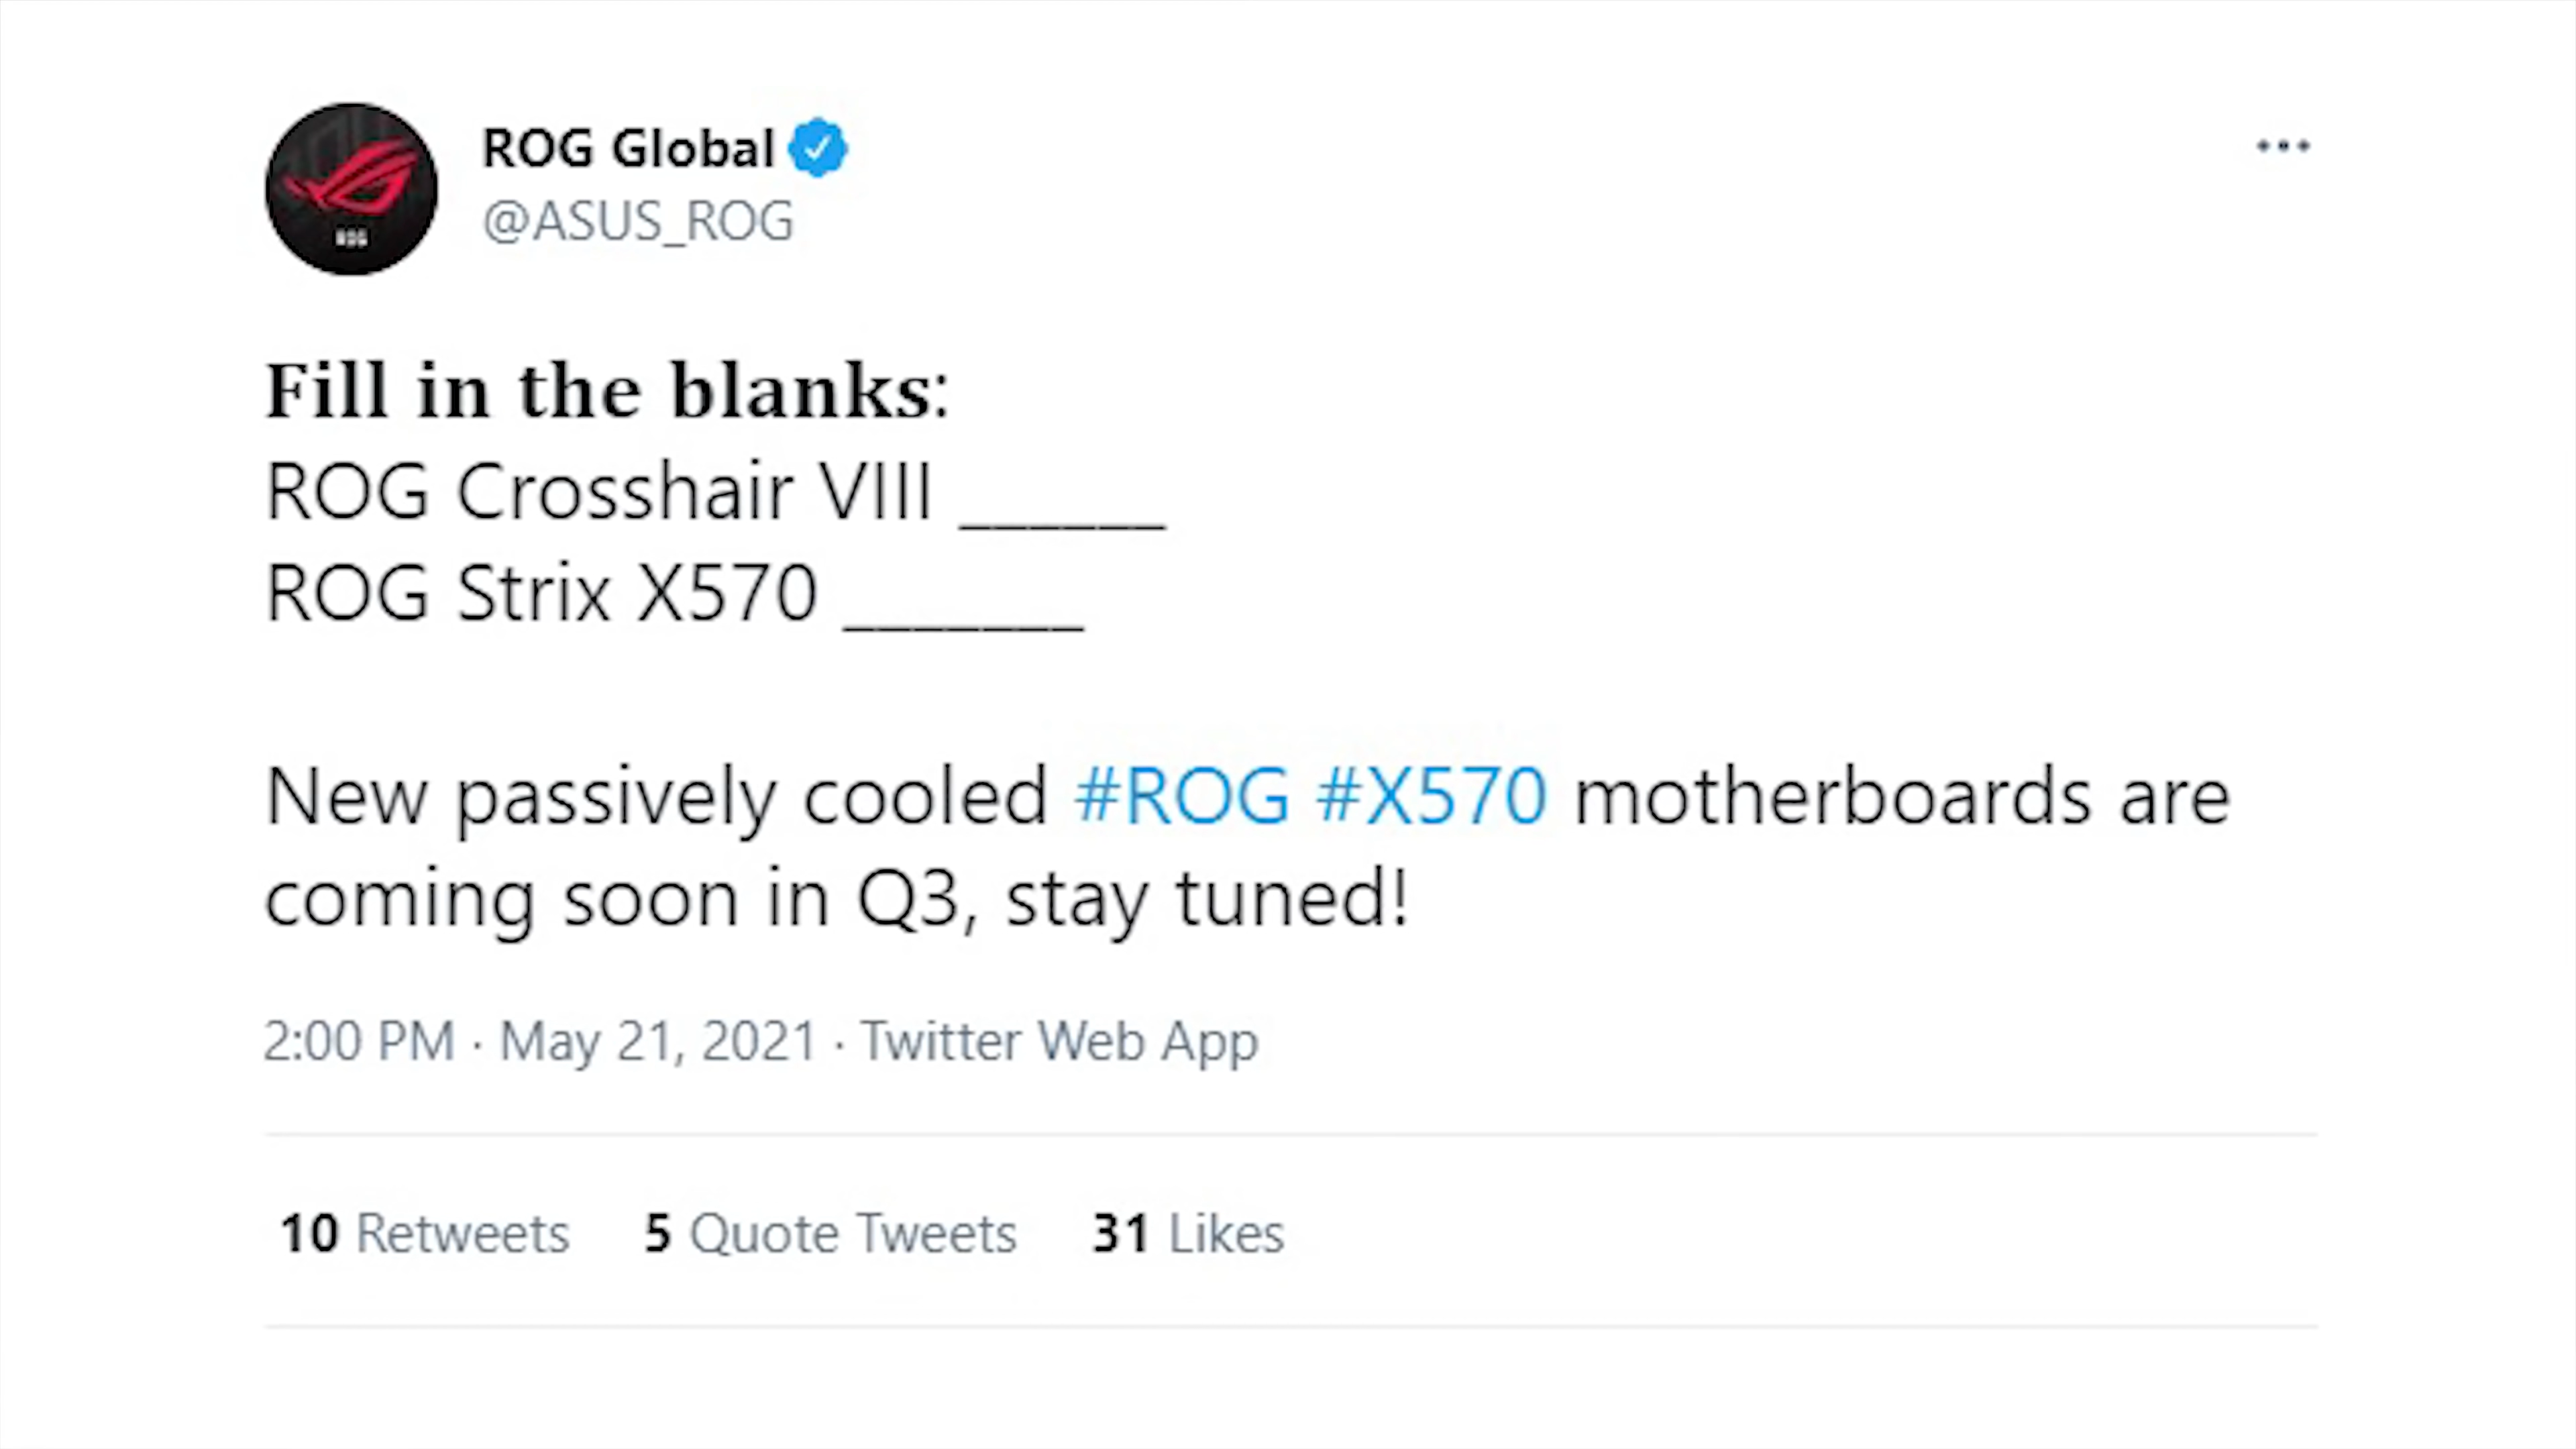 ROG Global
@ASUS_ROG
ROG
Fill in the blanks:
ROG Crosshair VIII ______
ROG Strix X570 _______
New passively cooled #ROG #X570 motherboards are
coming soon in Q3, stay tuned!
2:00 PM · May 21, 2021 · Twitter Web App
10 Retweets 5 Quote Tweets 31 Likes